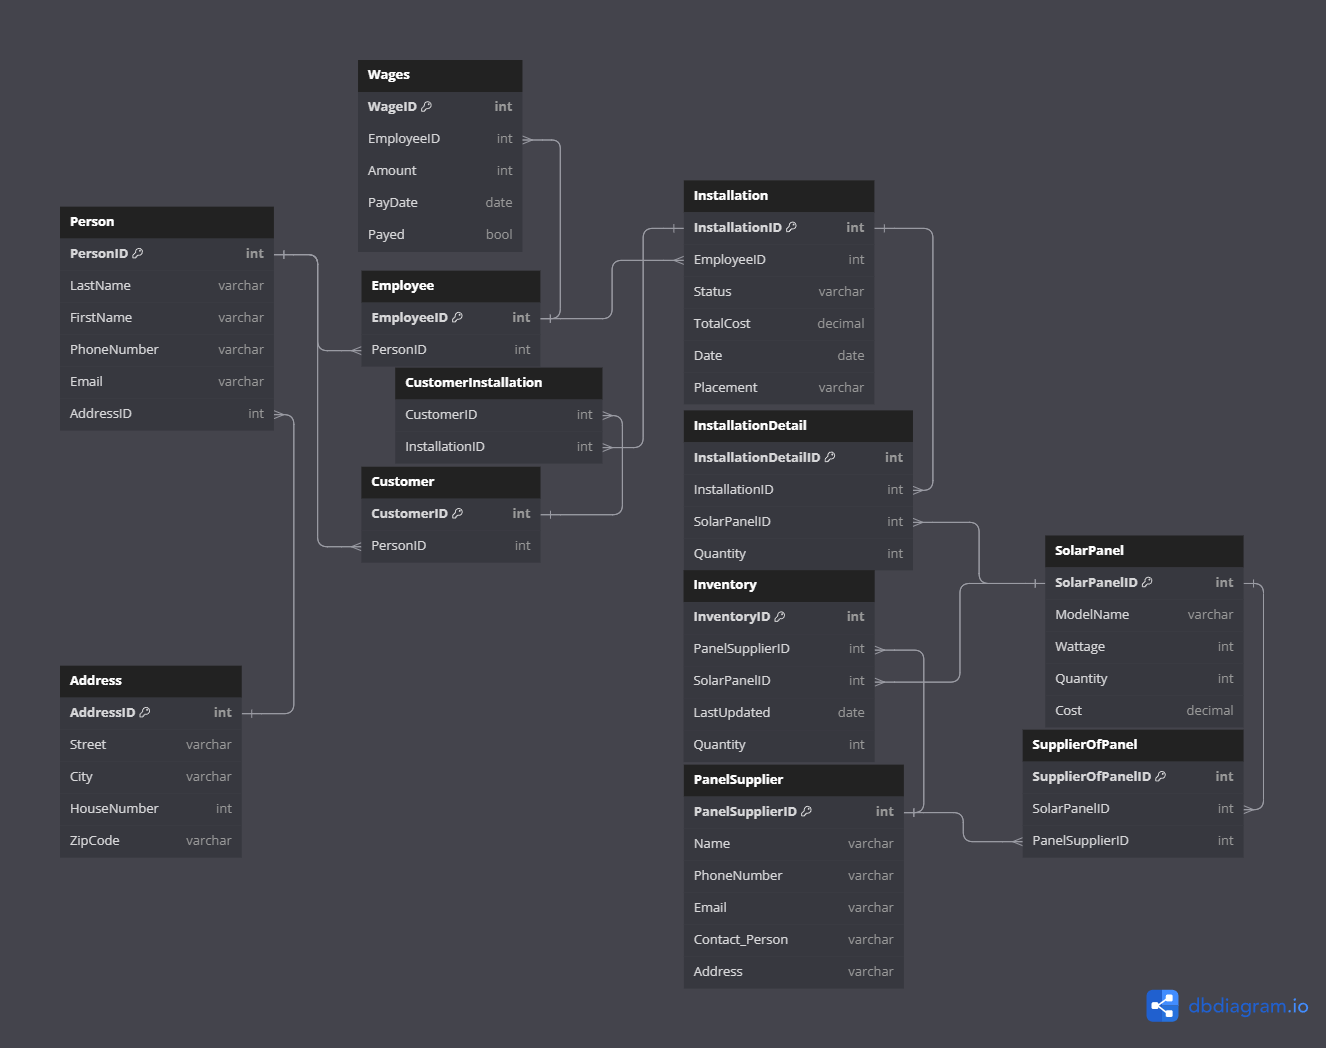 Wages
WageID int
EmployeeID int
Amount int
PayDate date
Payed bool
Person
PersonID int
LastName varchar
FirstName varchar
PhoneNumber varchar
Email varchar
AddressID int
Employee
EmployeeID int
PersonID int
CustomerInstallation
CustomerID int
InstallationID int
Customer
CustomerID int
PersonID int
Address
AddressID int
Street varchar
City varchar
HouseNumber int
ZipCode varchar
Installation
InstallationID int
EmployeeID int
Status varchar
TotalCost decimal
Date date
Placement varchar
InstallationDetail
InstallationDetailID int
InstallationID int
SolarPanelID int
Quantity int
Inventory
InventoryID int
PanelSupplierID int
SolarPanelID int
LastUpdated date
Quantity int
PanelSupplier
PanelSupplierID int
Name varchar
PhoneNumber varchar
Email varchar
Contact_Person varchar
Address varchar
SolarPanel
SolarPanelID int
ModelName varchar
Wattage int
Quantity int
Cost decimal
SupplierOfPanel
SupplierOfPanelID int
SolarPanelID int
PanelSupplierID int
dbdiagram.io